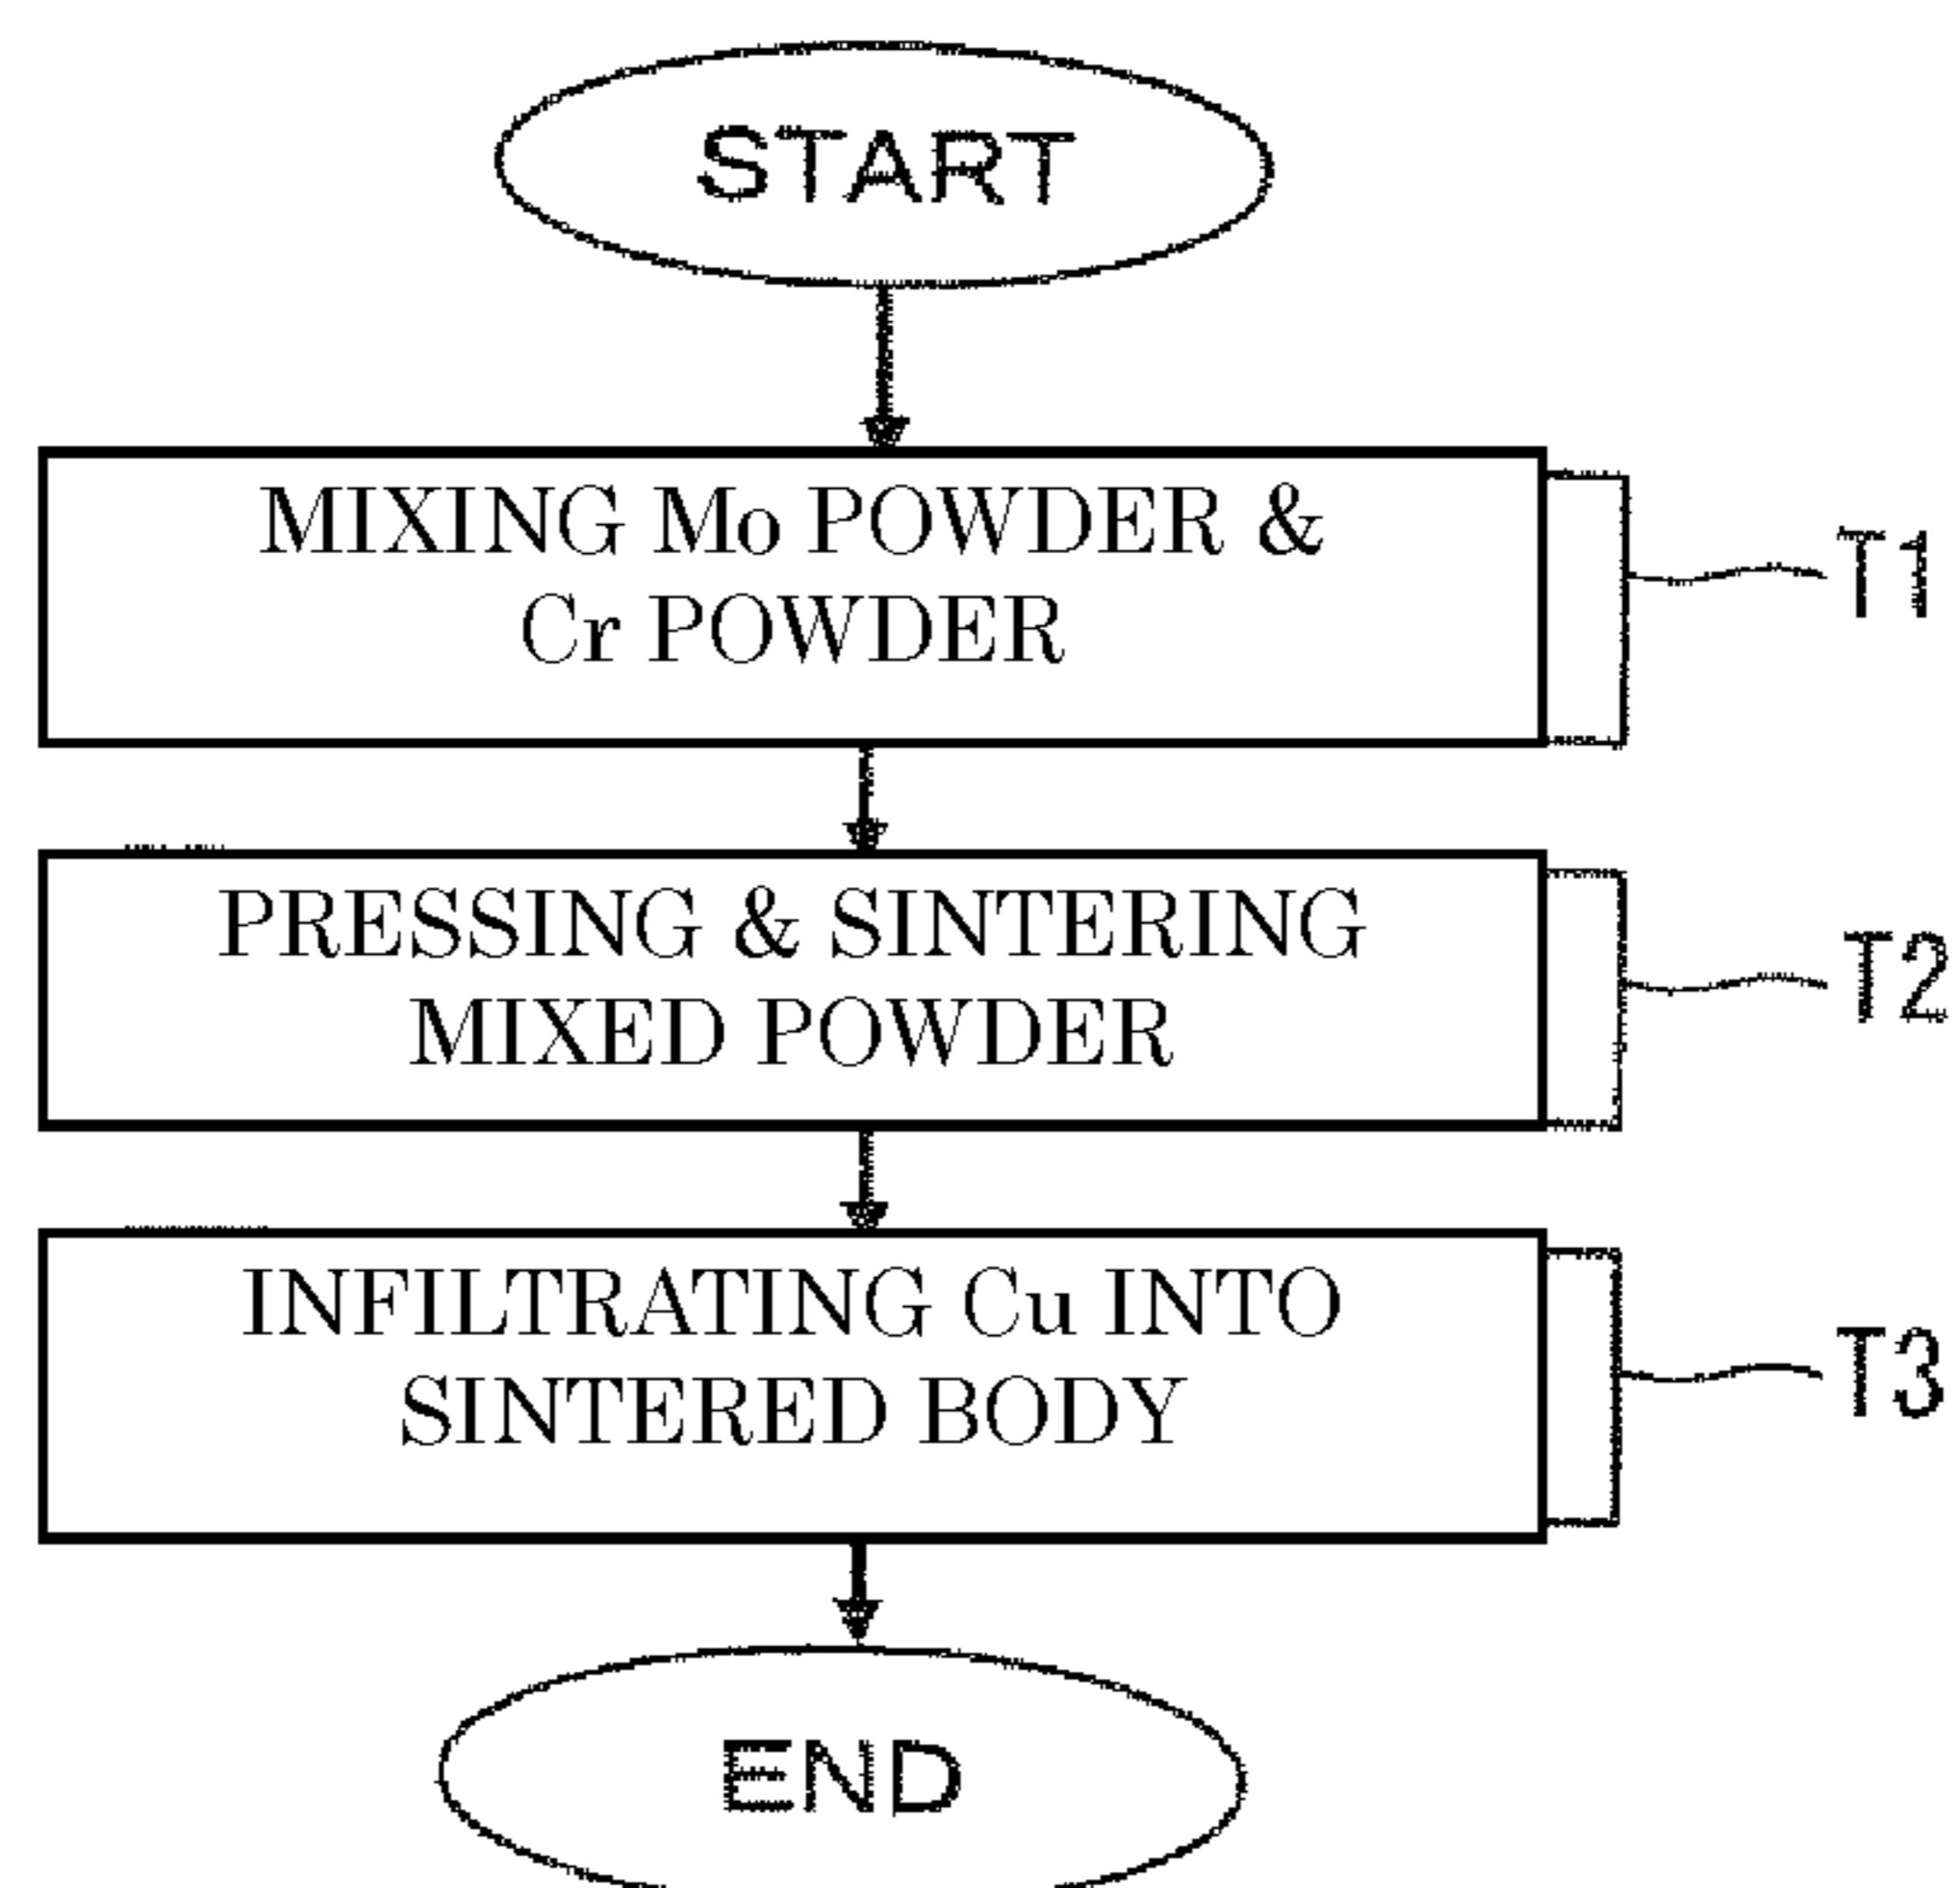 START
MIXING Mo POWDER &
Cr POWDER
T1
PRESSING & SINTERING
MIXED POWDER
T2
INFILTRATING Cu INTO
SINTERED BODY
T3
END